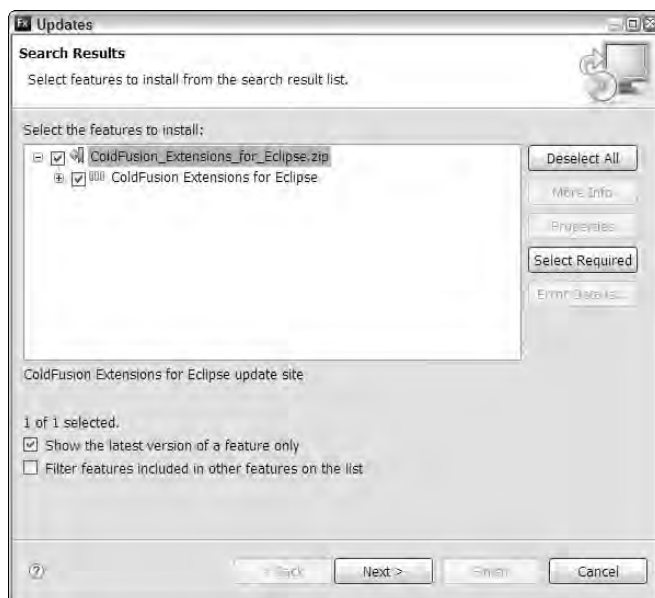 Fx Updates
Search Results
Select features to install from the search result list.
Select the features to install:
ColdFusion_Extensions_for_Eclipse.zip
ColdFusion Extensions for Eclipse
Deselect All
More Info
Properties
Select Required
Error Details...
ColdFusion Extensions for Eclipse update site
1 of 1 selected.
Show the latest version of a feature only
Filter features included in other features on the list
?
< Back
Next >
Finish
Cancel